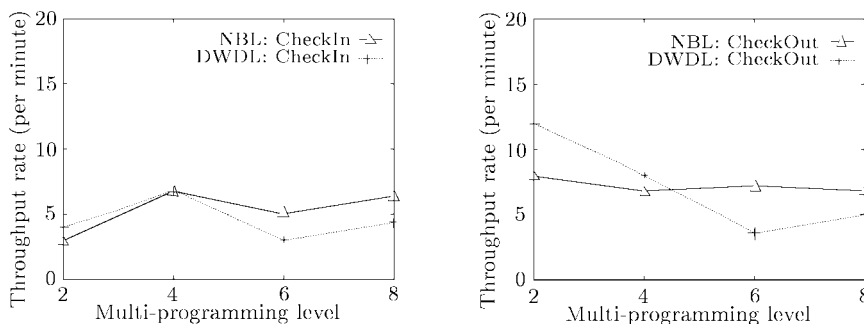 Throughput rate (per minute)
20
15
10
5
0
2 4 6 8
Multi-programming level
NBL: CheckIn
DWDL: CheckIn
Throughput rate (per minute)
20
15
10
5
0
2 4 6 8
Multi-programming level
NBL: CheckOut
DWDL: CheckOut